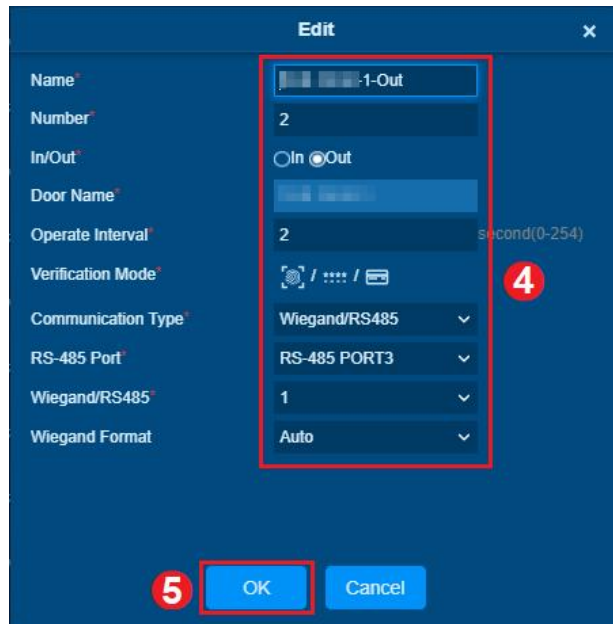 Edit ×
Name* -1-Out
Number* 2
In/Out* In Out
Door Name*
Operate Interval* 2 second(0-254)
Verification Mode* / /
4
Communication Type* Wiegand/RS485
RS-485 Port* RS-485 PORT3
Wiegand/RS485* 1
Wiegand Format Auto
5 OK Cancel